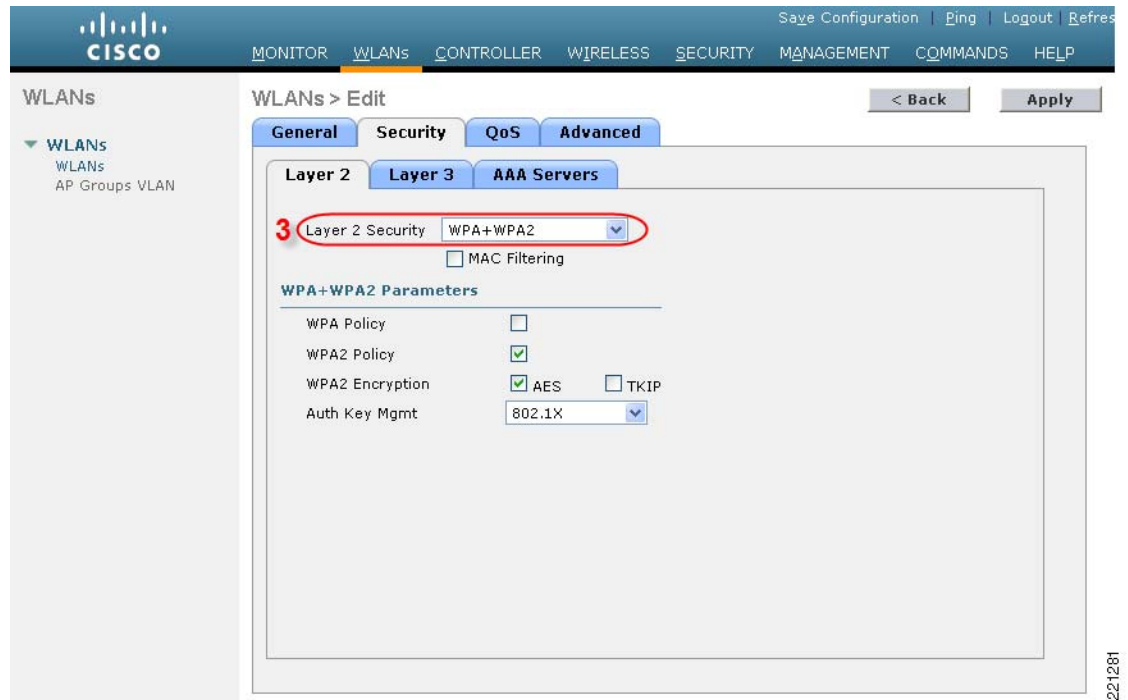 Save Configuration | Ping | Logout | Refres
CISCO
MONITOR WLANs CONTROLLER WIRELESS SECURITY MANAGEMENT COMMANDS HELP
WLANs
WLANs
WLANs
AP Groups VLAN
WLANs > Edit
< Back
Apply
General Security QoS Advanced
Layer 2 Layer 3 AAA Servers
3 Layer 2 Security WPA+WPA2
MAC Filtering
WPA+WPA2 Parameters
WPA Policy
WPA2 Policy
WPA2 Encryption AES TKIP
Auth Key Mgmt 802.1X
221281